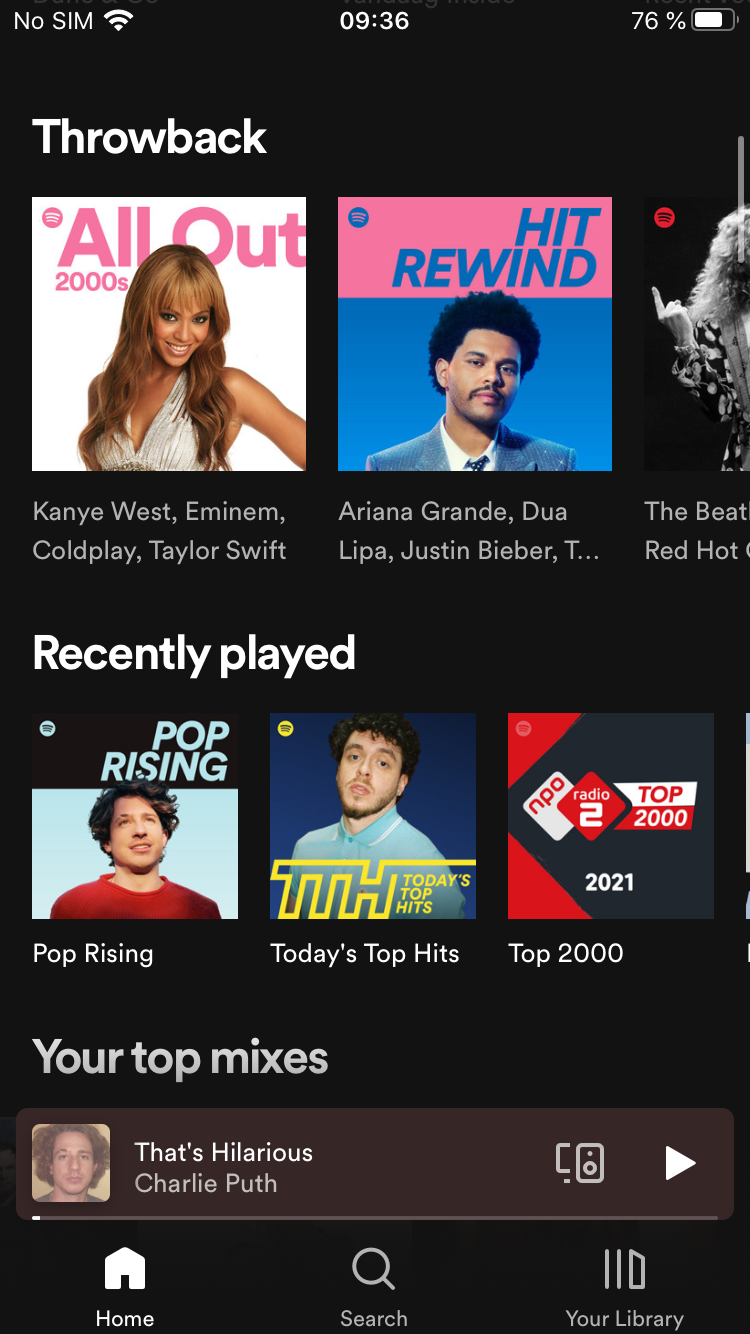 No SIM 09:36 76 %
Throwback
All Out
2000s
HIT
REWIND
Kanye West, Eminem,
Coldplay, Taylor Swift
Ariana Grande, Dua
Lipa, Justin Bieber, T...
The Beatl
Red Hot
Recently played
POP
RISING
TTH TODAY'S
TOP
HITS
npo radio 2 TOP
2000
2021
Pop Rising
Today's Top Hits
Top 2000
Your top mixes
That's Hilarious
Charlie Puth
Home
Search
Your Library